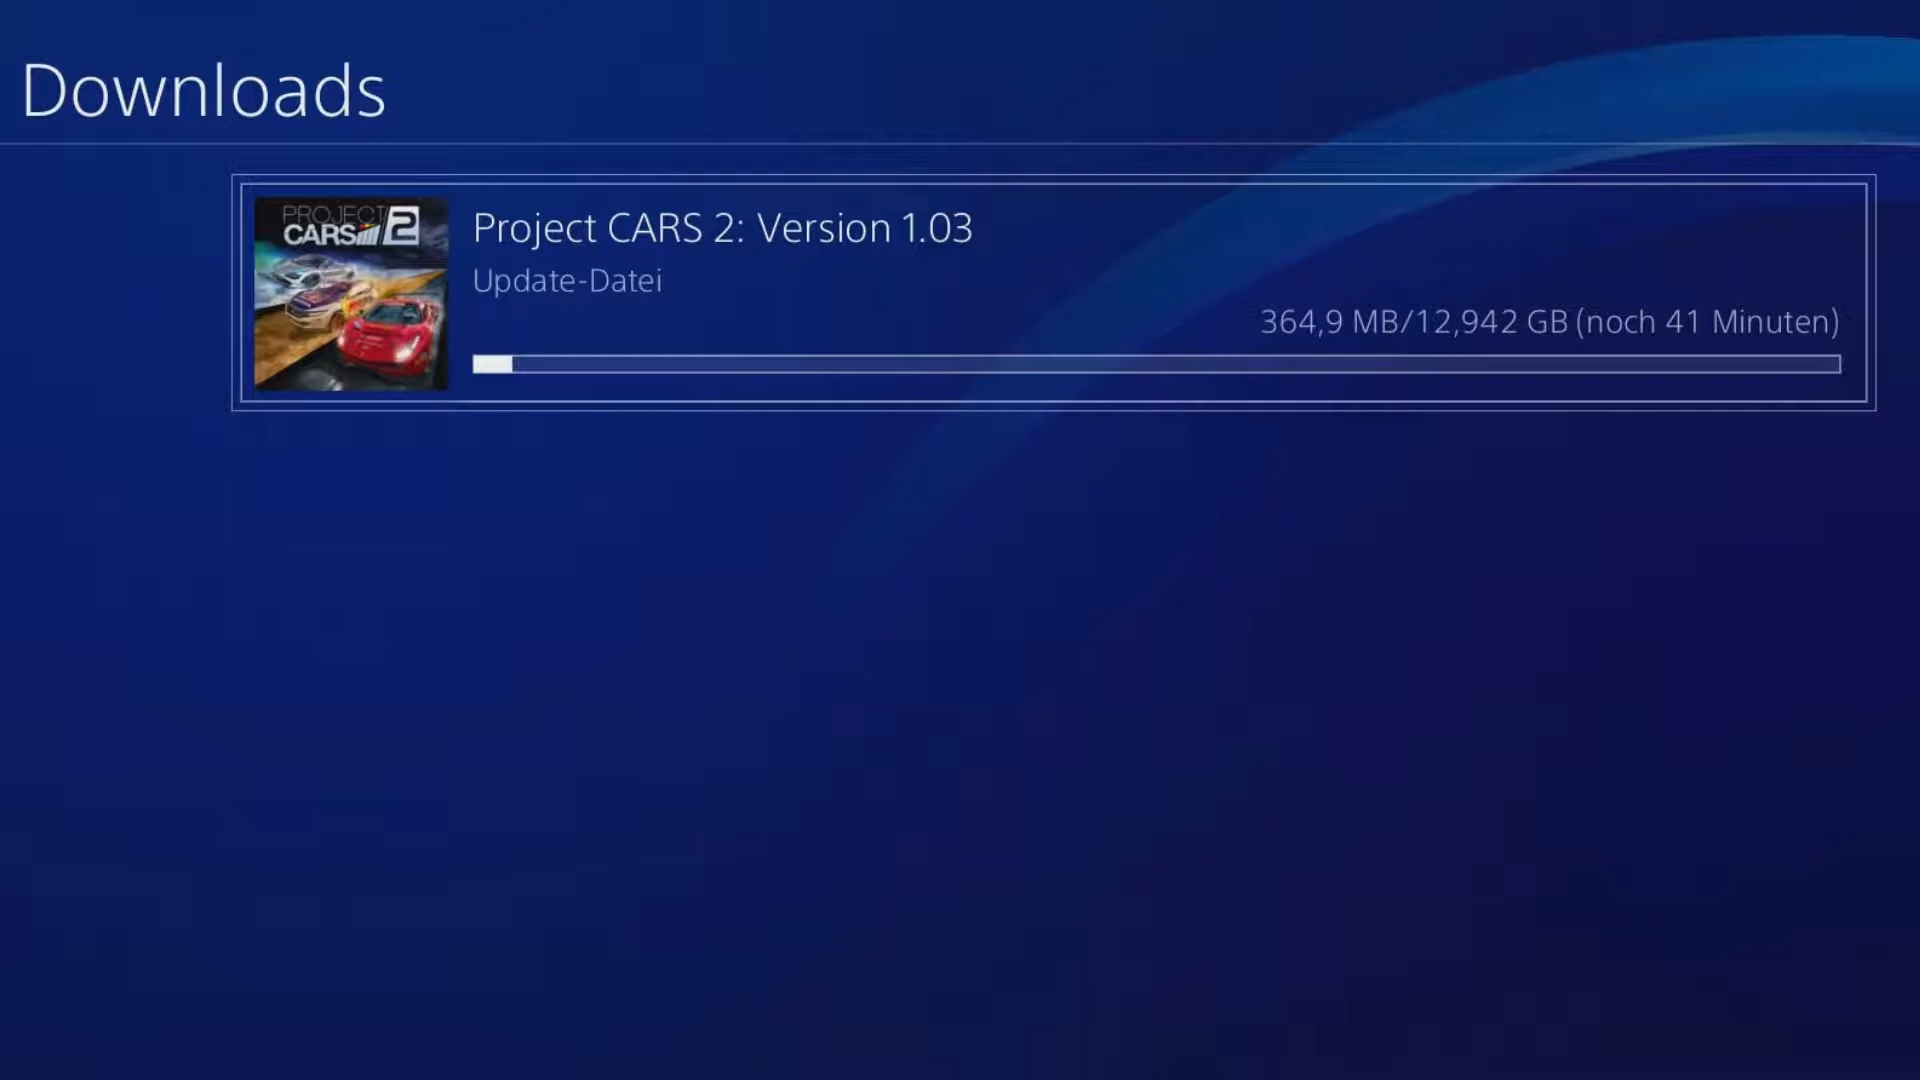 Downloads
PROJECT
CARS 2
Project CARS 2: Version 1.03
Update-Datei
364,9 MB/12,942 GB (noch 41 Minuten)